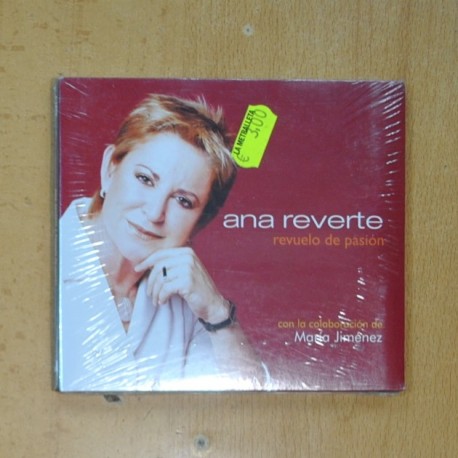 LA METRALLETA
€ 3,00
ana reverte
revuelo de pasión
con la colaboración de
María Jiménez